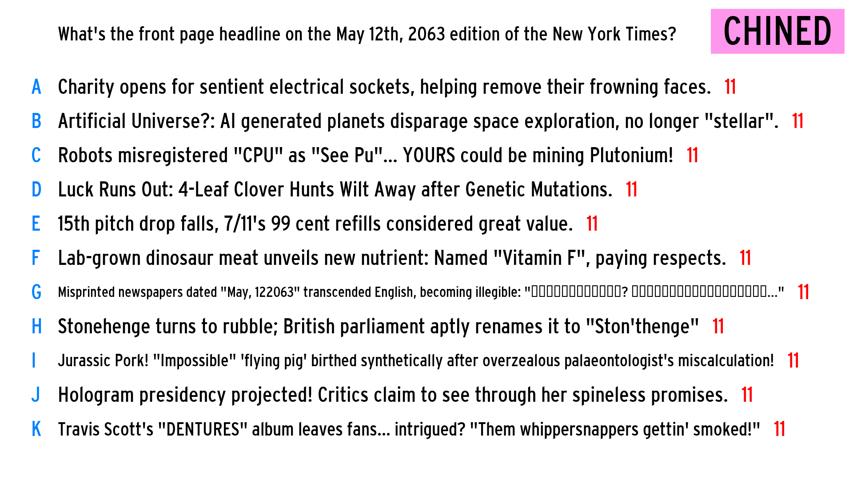 What's the front page headline on the May 12th, 2063 edition of the New York Times?
CHINED
A Charity opens for sentient electrical sockets, helping remove their frowning faces. 11
B Artificial Universe?: AI generated planets disparage space exploration, no longer "stellar". 11
C Robots misregistered "CPU" as "See Pu"... YOURS could be mining Plutonium! 11
D Luck Runs Out: 4-Leaf Clover Hunts Wilt Away after Genetic Mutations. 11
E 15th pitch drop falls, 7/11's 99 cent refills considered great value. 11
F Lab-grown dinosaur meat unveils new nutrient: Named "Vitamin F", paying respects. 11
G Misprinted newspapers dated "May, 122063" transcended English, becoming illegible: "▯▯▯▯▯▯▯▯▯▯▯▯▯? ▯▯▯▯▯▯▯▯▯▯▯▯▯▯▯▯▯▯▯▯..." 11
H Stonehenge turns to rubble; British parliament aptly renames it to "Ston'thenge" 11
I Jurassic Pork! "Impossible" 'flying pig' birthed synthetically after overzealous palaeontologist's miscalculation! 11
J Hologram presidency projected! Critics claim to see through her spineless promises. 11
K Travis Scott's "DENTURES" album leaves fans... intrigued? "Them whippersnappers gettin' smoked!" 11